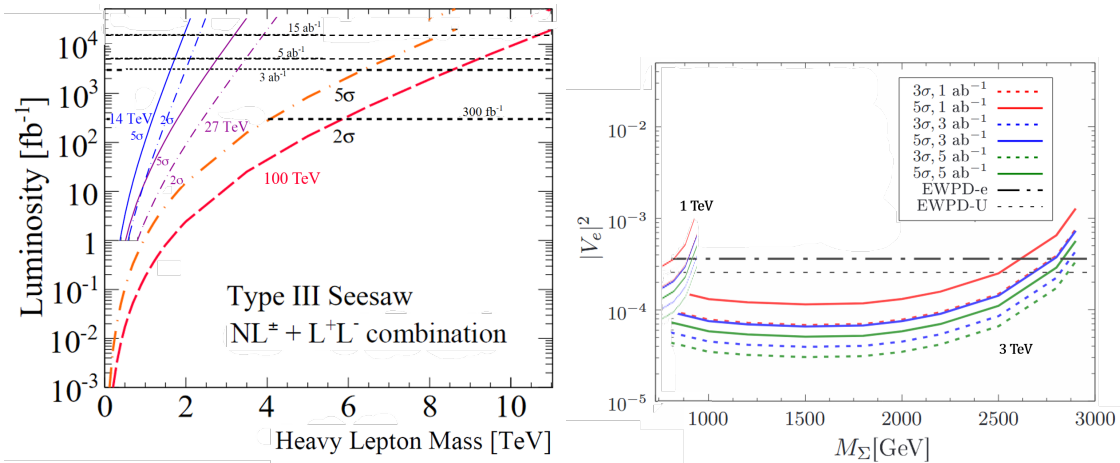 10⁴
10³
10²
10
1
10⁻¹
10⁻²
10⁻³
Luminosity [fb⁻¹]
15 ab⁻¹
5 ab⁻¹
3 ab⁻¹
300 fb⁻¹
5σ
2σ
14 TeV
5σ
2σ
27 TeV
5σ
2σ
100 TeV
Type III Seesaw
NL± + L⁺L⁻ combination
0 2 4 6 8 10
Heavy Lepton Mass [TeV]
10⁻²
10⁻³
10⁻⁴
10⁻⁵
|Vₑ|²
3σ, 1 ab⁻¹
5σ, 1 ab⁻¹
3σ, 3 ab⁻¹
5σ, 3 ab⁻¹
3σ, 5 ab⁻¹
5σ, 5 ab⁻¹
EWPD-e
EWPD-U
1 TeV
3 TeV
1000 1500 2000 2500 3000
M_Σ[GeV]